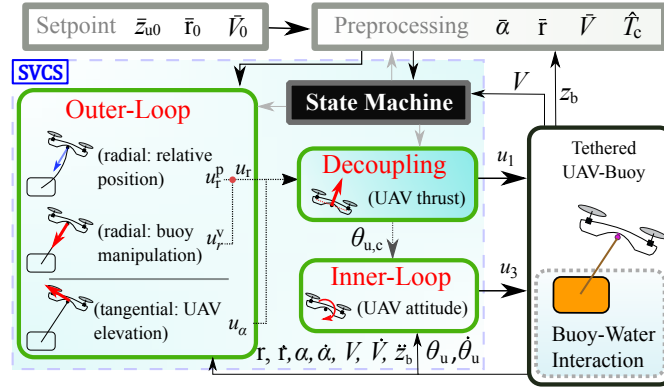 Setpoint z̄u0 r̄0 V̄0
Preprocessing ᾱ r̄ V̄ T̂c
SVCS
Outer-Loop
(radial: relative
position)
urp ur
(radial: buoy
manipulation)
urv
(tangential: UAV
elevation)
uα
State Machine
V
zb
Decoupling
(UAV thrust)
u1
θu,c
Inner-Loop
(UAV attitude)
u3
Tethered
UAV-Buoy
Buoy-Water
Interaction
r, ṙ, α, α̇, V, V̇, z̈b
θu, θ̇u